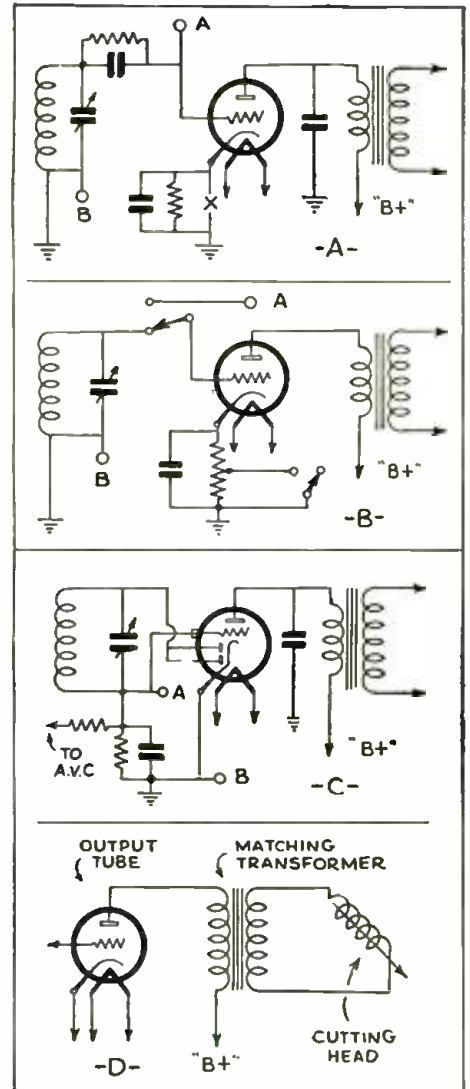 A
B
X
"B+"
-A-
A
B
"B+"
-B-
A
TO
A.V.C
B
"B+"
-C-
OUTPUT
TUBE
MATCHING
TRANSFORMER
CUTTING
HEAD
-D-
"B+"